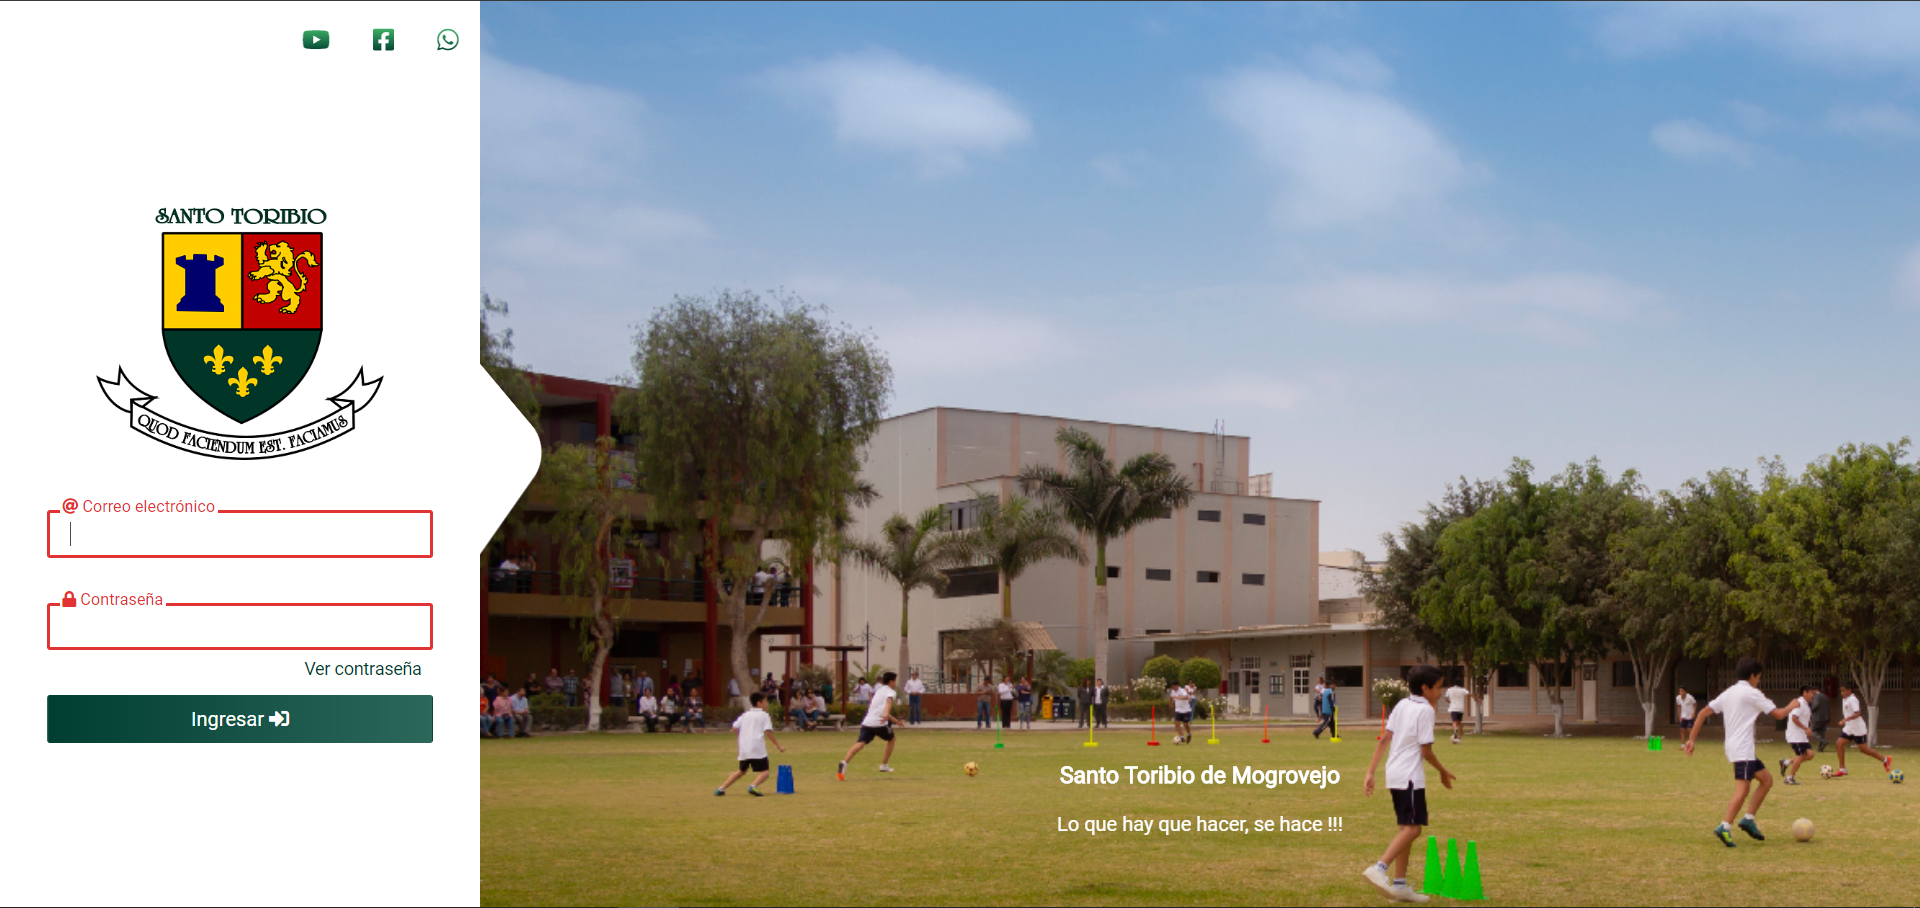 SANTO TORIBIO
QUOD FACIENDUM EST. FACIAMUS
Correo electrónico
Contraseña
Ver contraseña
Ingresar
Santo Toribio de Mogrovejo
Lo que hay que hacer, se hace !!!